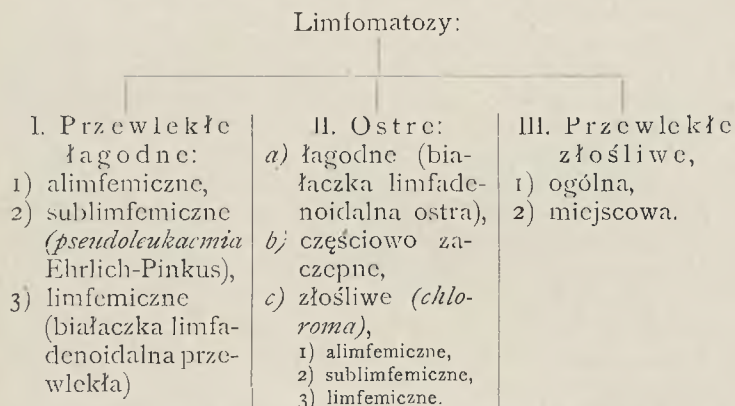 Limfomatozy:
I. Przewlekłe
łagodne:
1) alimfemiczne,
2) sublimfemiczne
(pseudoleukaemia
Ehrlich-Pinkus),
3) limfemiczne
(białaczka limfa-
denoidalna prze-
wlekła)
II. Ostre:
a) łagodne (bia-
łaczka limfade-
noidalna ostra),
b) częściowo za-
czepne,
c) złośliwe (chlo-
roma),
1) alimfemiczne,
2) sublimfemiczne,
3) limfemiczne.
III. Przewlekłe
złośliwe,
1) ogólna,
2) miejscowa.